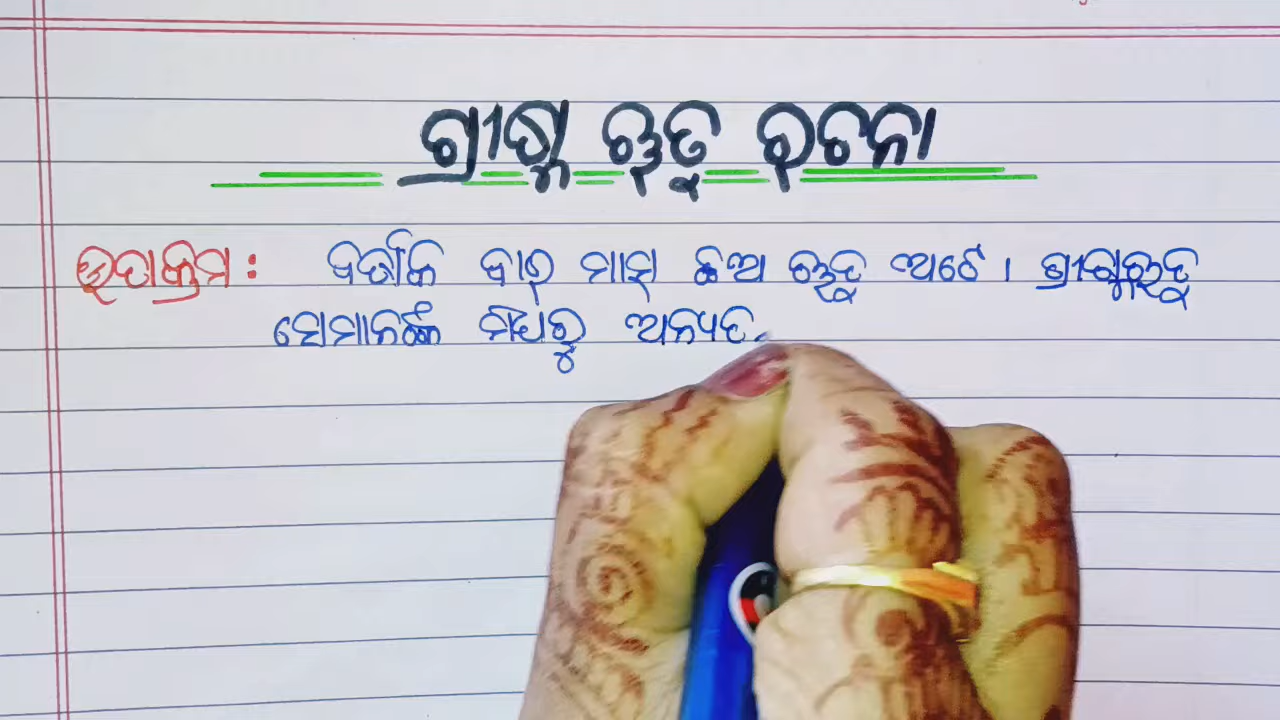 ଗ୍ରୀଷ୍ମ ଋତୁ ରଚନା
ଉପକ୍ରମ : ବର୍ଷକ ବାର ମାସ ଛଅ ଋତୁ ଅଟେ । ଗ୍ରୀଷ୍ମଋତୁ
ସେମାନଙ୍କ ମଧ୍ୟରୁ ଅନ୍ୟତ